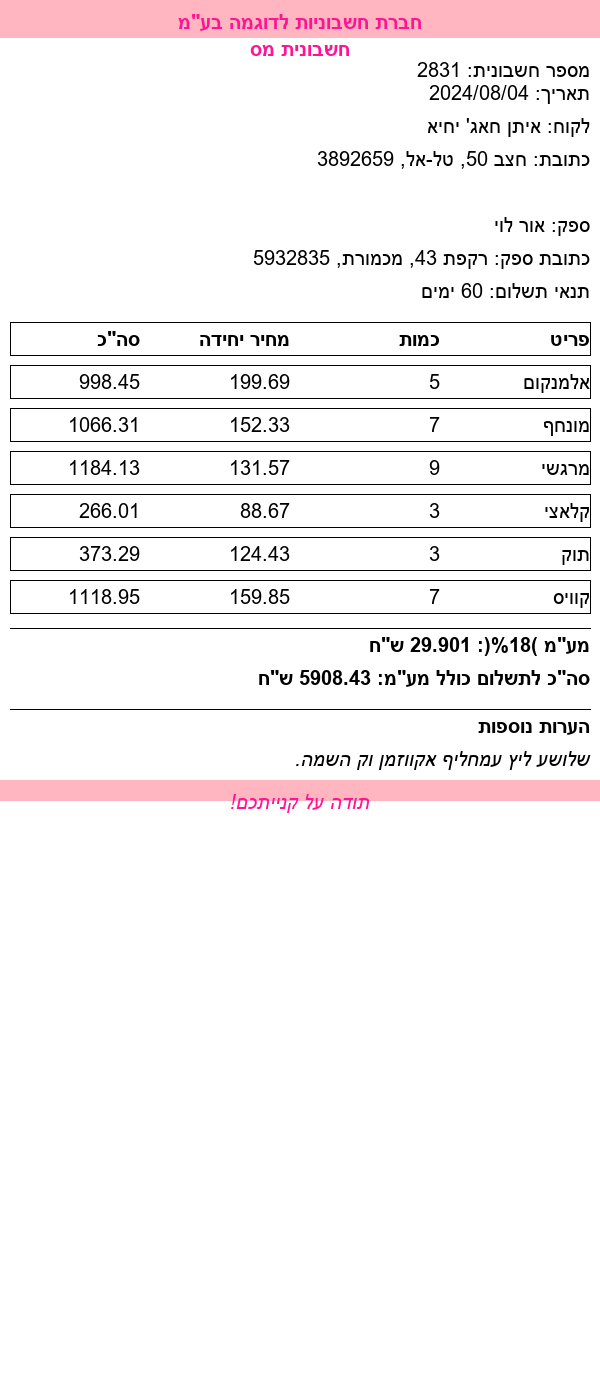 חברת חשבוניות לדוגמה בע"מ
חשבונית מס
מספר חשבונית: 2831
תאריך: 2024/08/04
לקוח: איתן חאג' יחיא
כתובת: חצב 50, טל-אל, 3892659
ספק: אור לוי
כתובת ספק: רקפת 43, מכמורת, 5932835
תנאי תשלום: 60 ימים
פריט כמות מחיר יחידה סה"כ
אלמנקום 5 199.69 998.45
מונחף 7 152.33 1066.31
מרגשי 9 131.57 1184.13
קלאצי 3 88.67 266.01
תוק 3 124.43 373.29
קוויס 7 159.85 1118.95
מע"מ (18%): 29.901 ש"ח
סה"כ לתשלום כולל מע"מ: 5908.43 ש"ח
הערות נוספות
שלושע ליץ עמחליף אקווזמן וק השמה.
תודה על קנייתכם!